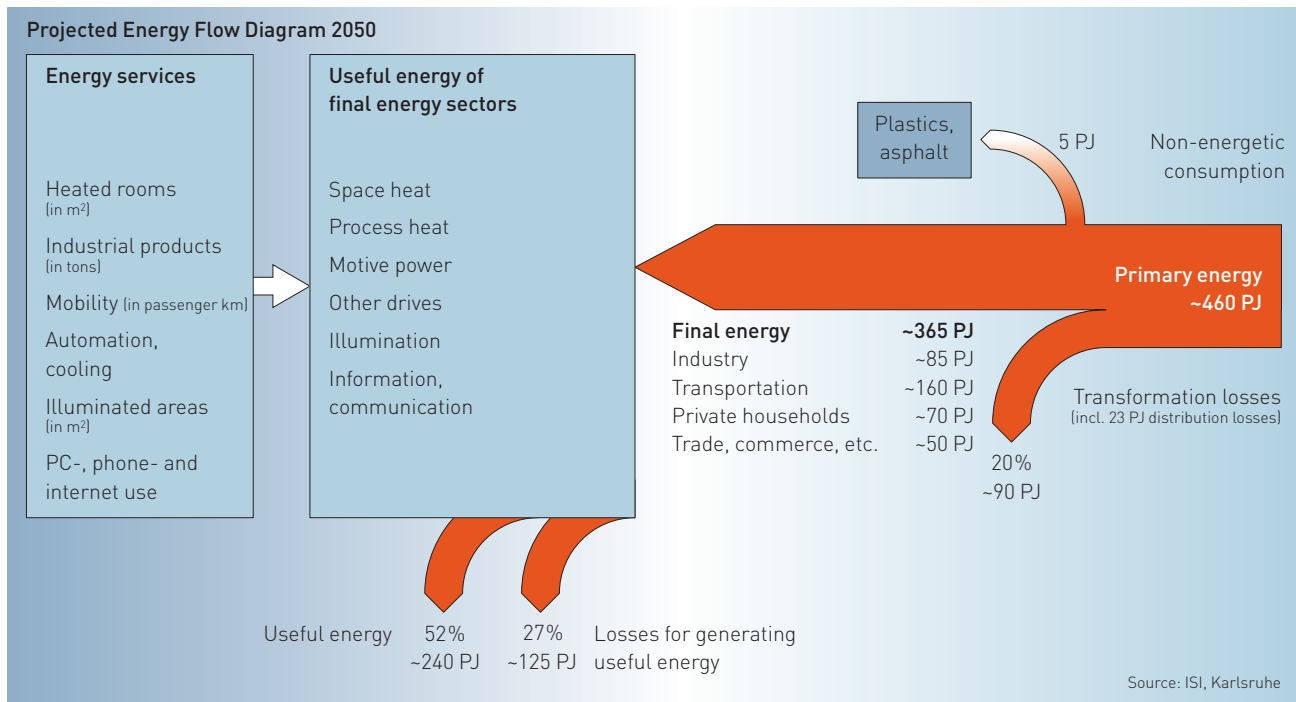 Projected Energy Flow Diagram 2050
Energy services
Heated rooms
(in m²)
Industrial products
(in tons)
Mobility (in passenger km)
Automation,
cooling
Illuminated areas
(in m²)
PC-, phone- and
internet use
Useful energy of
final energy sectors
Space heat
Process heat
Motive power
Other drives
Illumination
Information,
communication
Plastics,
asphalt
5 PJ
Non-energetic
consumption
Primary energy
~460 PJ
Final energy ~365 PJ
Industry ~85 PJ
Transportation ~160 PJ
Private households ~70 PJ
Trade, commerce, etc. ~50 PJ
Transformation losses
(incl. 23 PJ distribution losses)
20%
~90 PJ
Useful energy 52%
~240 PJ
27% Losses for generating
~125 PJ useful energy
Source: ISI, Karlsruhe